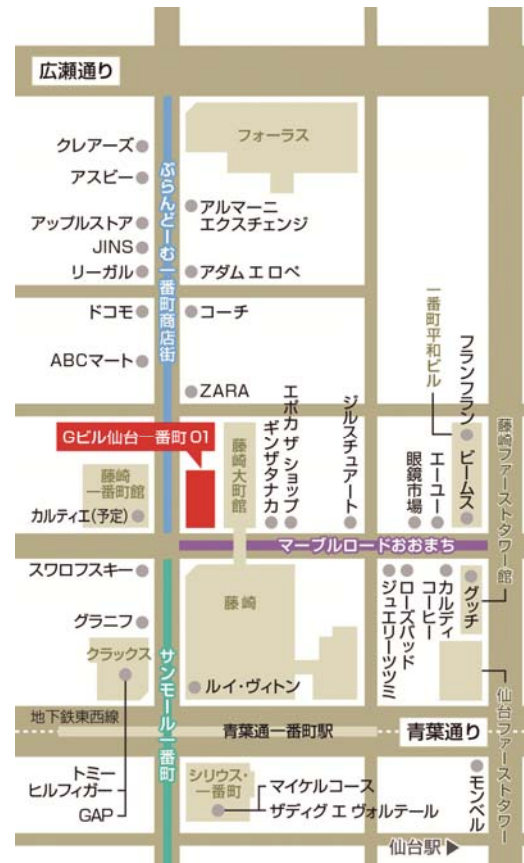 広瀬通り
フォーラス
クレアーズ
アスビー
アップルストア
JINS
リーガル
ぶらんどーむ一番町商店街
アルマーニ
エクスチェンジ
アダム エ ロペ
ドコモ
コーチ
ABCマート
ZARA
一番町平和ビル
フランフラン
ビームス
Gビル仙台一番町 01
藤崎
一番町館
カルティエ(予定)
藤崎大町館
ギンザタナカ
エポカ ザ ショップ
ジルスチュアート
眼鏡市場
エーユー
藤崎ファーストタワー館
マーブルロードおおまち
スワロフスキー
グラニフ
クラックス
サンモール一番町
藤崎
ルイ・ヴィトン
ジュエリーツツミ
ローズバッド
カルディ
コーヒー
グッチ
仙台ファーストタワー
地下鉄東西線
青葉通一番町駅
青葉通り
トミー
ヒルフィガー
GAP
シリウス・
一番町
マイケルコース
ザディグ エ ヴォルテール
モンベル
仙台駅▶